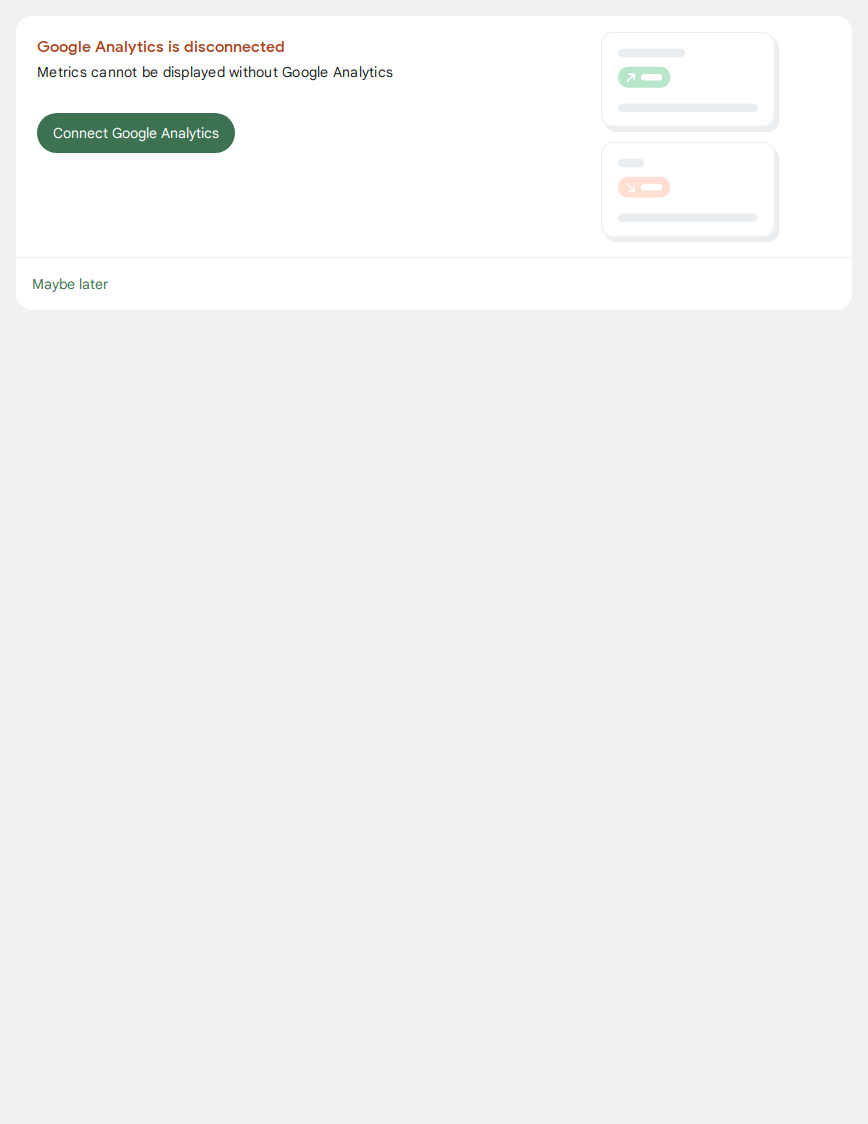 Google Analytics is disconnected
Metrics cannot be displayed without Google Analytics
Connect Google Analytics
Maybe later